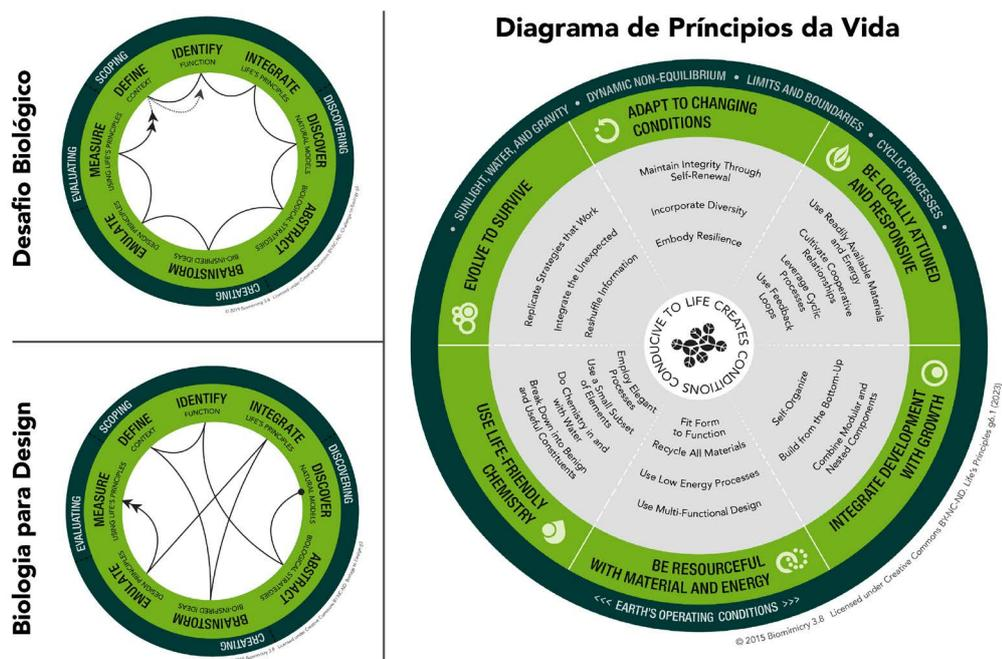 Desafio Biológico
SCOPING
DISCOVERING
CREATING
EVALUATING
IDENTIFY
FUNCTION
INTEGRATE
LIFE'S PRINCIPLES
DISCOVER
NATURAL MODELS
ABSTRACT
BIOLOGICAL STRATEGIES
BRAINSTORM
BIO-INSPIRED IDEAS
EMULATE
DESIGN PRINCIPLES
MEASURE
USING LIFE'S PRINCIPLES
DEFINE
CONTEXT
Biologia para Design
SCOPING
DISCOVERING
CREATING
EVALUATING
IDENTIFY
FUNCTION
INTEGRATE
LIFE'S PRINCIPLES
DISCOVER
NATURAL MODELS
ABSTRACT
BIOLOGICAL STRATEGIES
BRAINSTORM
BIO-INSPIRED IDEAS
EMULATE
DESIGN PRINCIPLES
MEASURE
USING LIFE'S PRINCIPLES
DEFINE
CONTEXT
Diagrama de Príncipios da Vida
• SUNLIGHT, WATER, AND GRAVITY • DYNAMIC NON-EQUILIBRIUM • LIMITS AND BOUNDARIES • CYCLIC PROCESSES •
ADAPT TO CHANGING
CONDITIONS
Maintain Integrity Through
Self-Renewal
Incorporate Diversity
Embody Resilience
BE LOCALLY ATTUNED
AND RESPONSIVE
Use Readily Available Materials
and Energy
Cultivate Cooperative
Relationships
Leverage Cyclic
Processes
Use Feedback
Loops
INTEGRATE DEVELOPMENT
WITH GROWTH
Self-Organize
Build from the Bottom-Up
Combine Modular and
Nested Components
BE RESOURCEFUL
WITH MATERIAL AND ENERGY
Fit Form
to Function
Recycle All Materials
Use Low Energy Processes
Use Multi-Functional Design
USE LIFE-FRIENDLY
CHEMISTRY
Employ Elegant
Processes
Use a Small Subset
of Elements
Do Chemistry in and
with Water
Break Down into Benign
and Useful Constituents
EVOLVE TO SURVIVE
Replicate Strategies that Work
Integrate the Unexpected
Reshuffle Information
LIFE CREATES CONDITIONS CONDUCIVE TO
<<< EARTH'S OPERATING CONDITIONS >>>
© 2015 Biomimicry 3.8 Licensed under Creative Commons BY-NC-ND. Life's Principles g6.1 (2023)